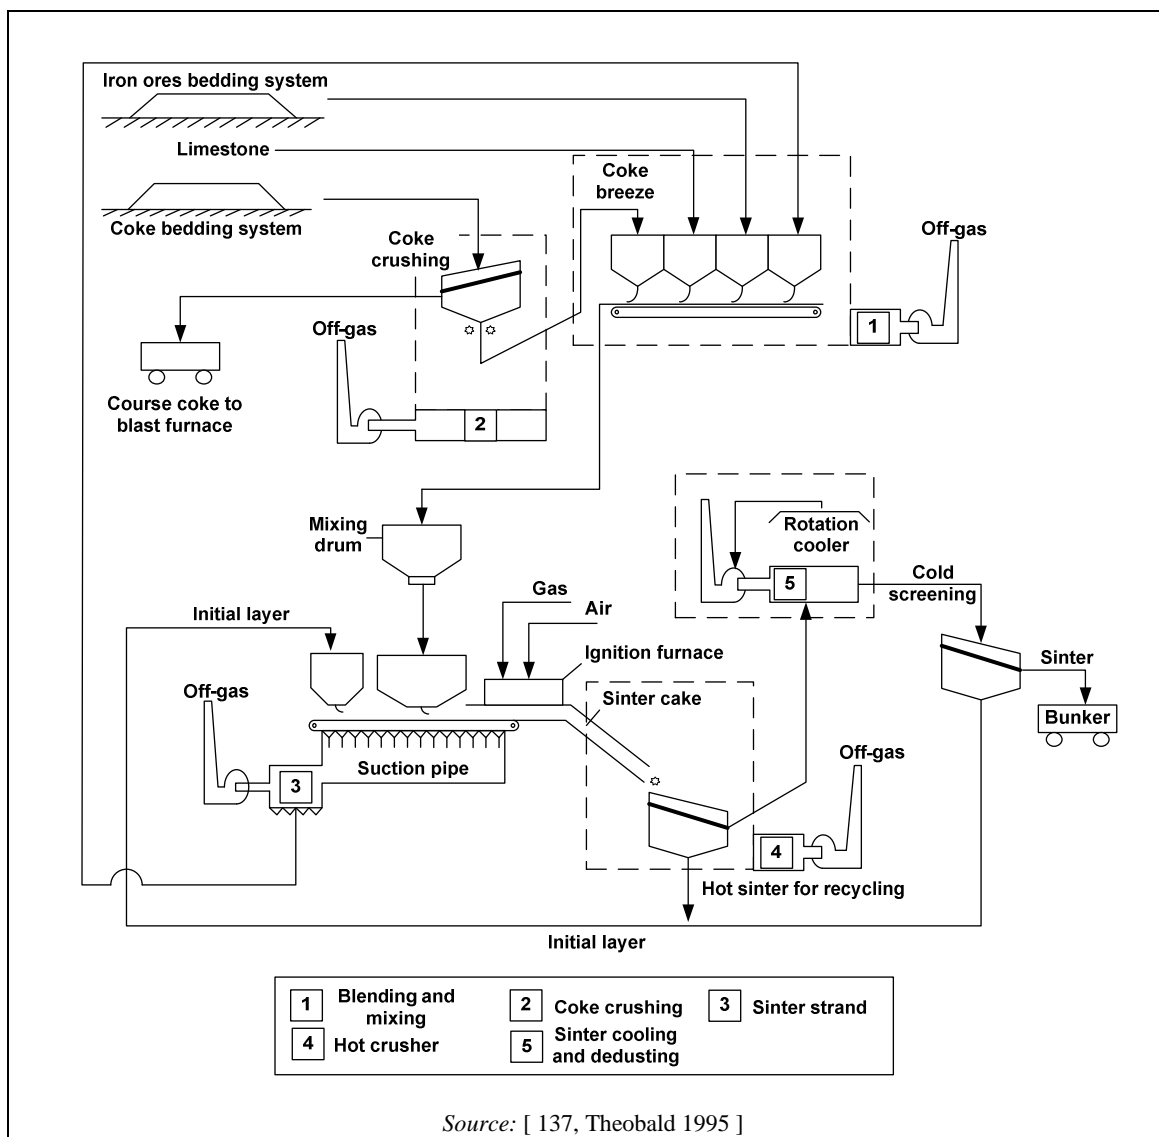 Iron ores bedding system
Limestone
Coke
breeze
Coke bedding system
Off-gas
Coke
crushing
1
Off-gas
Course coke to
blast furnace
2
Mixing
drum
Rotation
cooler
5
Cold
screening
Gas
Air
Initial layer
Ignition furnace
Sinter
Sinter cake
Off-gas
Bunker
Off-gas
Suction pipe
3
4
Hot sinter for recycling
Initial layer
1 Blending and
mixing
2 Coke crushing
3 Sinter strand
4 Hot crusher
5 Sinter cooling
and dedusting
Source: [ 137, Theobald 1995 ]